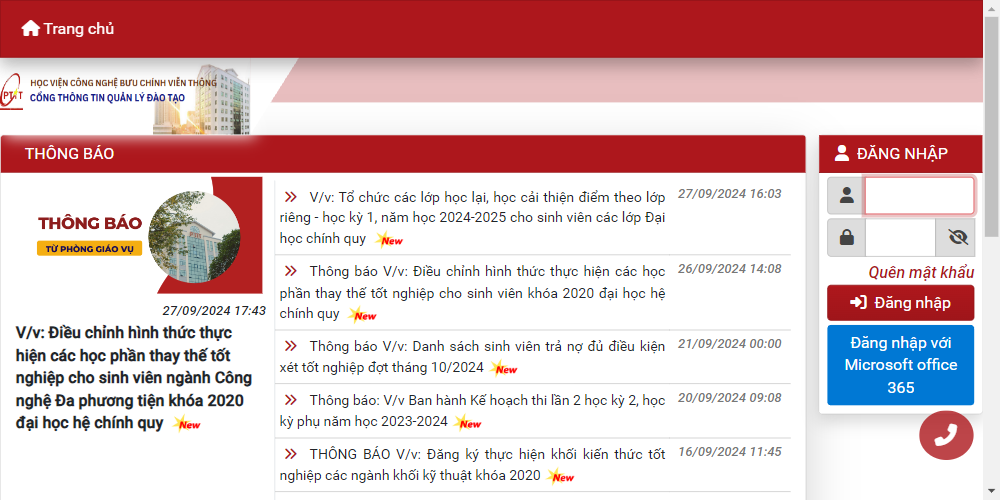 Trang chủ
HỌC VIỆN CÔNG NGHỆ BƯU CHÍNH VIỄN THÔNG
CỔNG THÔNG TIN QUẢN LÝ ĐÀO TẠO
PTIT
THÔNG BÁO
THÔNG BÁO
TỪ PHÒNG GIÁO VỤ
27/09/2024 17:43
V/v: Điều chỉnh hình thức thực
hiện các học phần thay thế tốt
nghiệp cho sinh viên ngành Công
nghệ Đa phương tiện khóa 2020
đại học hệ chính quy New
V/v: Tổ chức các lớp học lại, học cải thiện điểm theo lớp
riêng - học kỳ 1, năm học 2024-2025 cho sinh viên các lớp Đại
học chính quy New
27/09/2024 16:03
Thông báo V/v: Điều chỉnh hình thức thực hiện các học
phần thay thế tốt nghiệp cho sinh viên khóa 2020 đại học hệ
chính quy New
26/09/2024 14:08
Thông báo V/v: Danh sách sinh viên trả nợ đủ điều kiện
xét tốt nghiệp đợt tháng 10/2024 New
21/09/2024 00:00
Thông báo: V/v Ban hành Kế hoạch thi lần 2 học kỳ 2, học
kỳ phụ năm học 2023-2024 New
20/09/2024 09:08
THÔNG BÁO V/v: Đăng ký thực hiện khối kiến thức tốt
nghiệp các ngành khối kỹ thuật khóa 2020 New
16/09/2024 11:45
ĐĂNG NHẬP
Quên mật khẩu
Đăng nhập
Đăng nhập với
Microsoft office
365